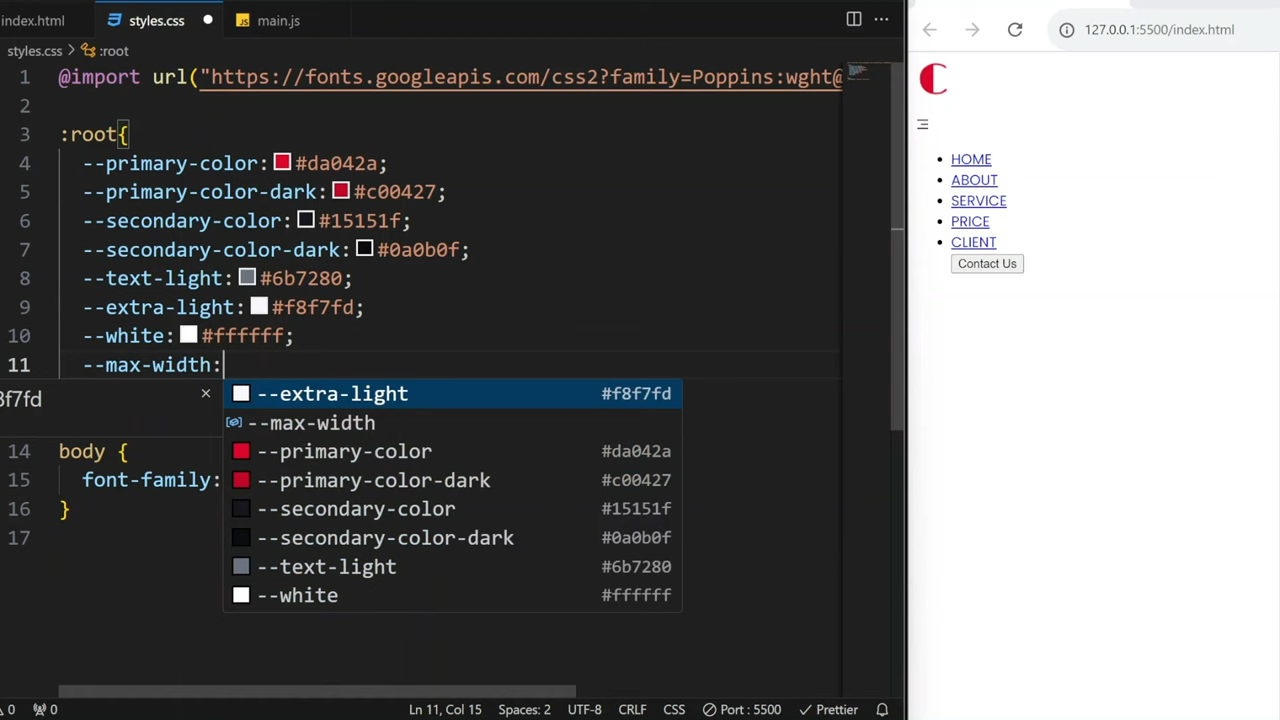 index.html styles.css JS main.js
styles.css > :root
1 @import url("https://fonts.googleapis.com/css2?family=Poppins:wght@
2
3 :root{
4 --primary-color: #da042a;
5 --primary-color-dark: #c00427;
6 --secondary-color: #15151f;
7 --secondary-color-dark: #0a0b0f;
8 --text-light: #6b7280;
9 --extra-light: #f8f7fd;
10 --white: #ffffff;
11 --max-width:
8f7fd
--extra-light #f8f7fd
--max-width
--primary-color #da042a
--primary-color-dark #c00427
--secondary-color #15151f
--secondary-color-dark #0a0b0f
--text-light #6b7280
--white #ffffff
14 body {
15 font-family:
16 }
17
0 0 Ln 11, Col 15 Spaces: 2 UTF-8 CRLF CSS Port : 5500 Prettier
127.0.0.1:5500/index.html
C
HOME
ABOUT
SERVICE
PRICE
CLIENT
Contact Us